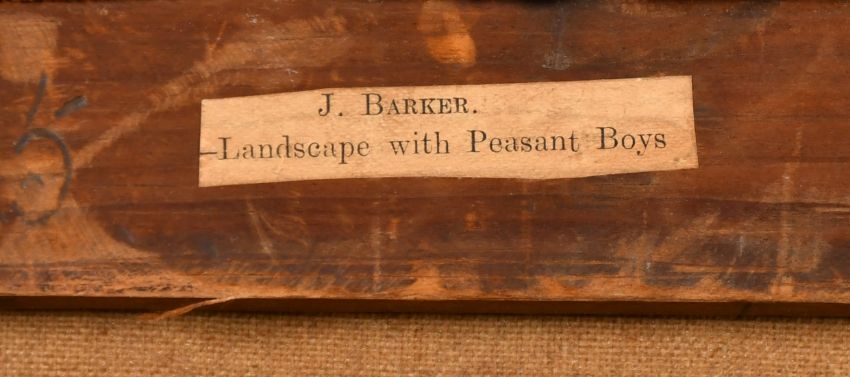 J. BARKER.
—Landscape with Peasant Boys